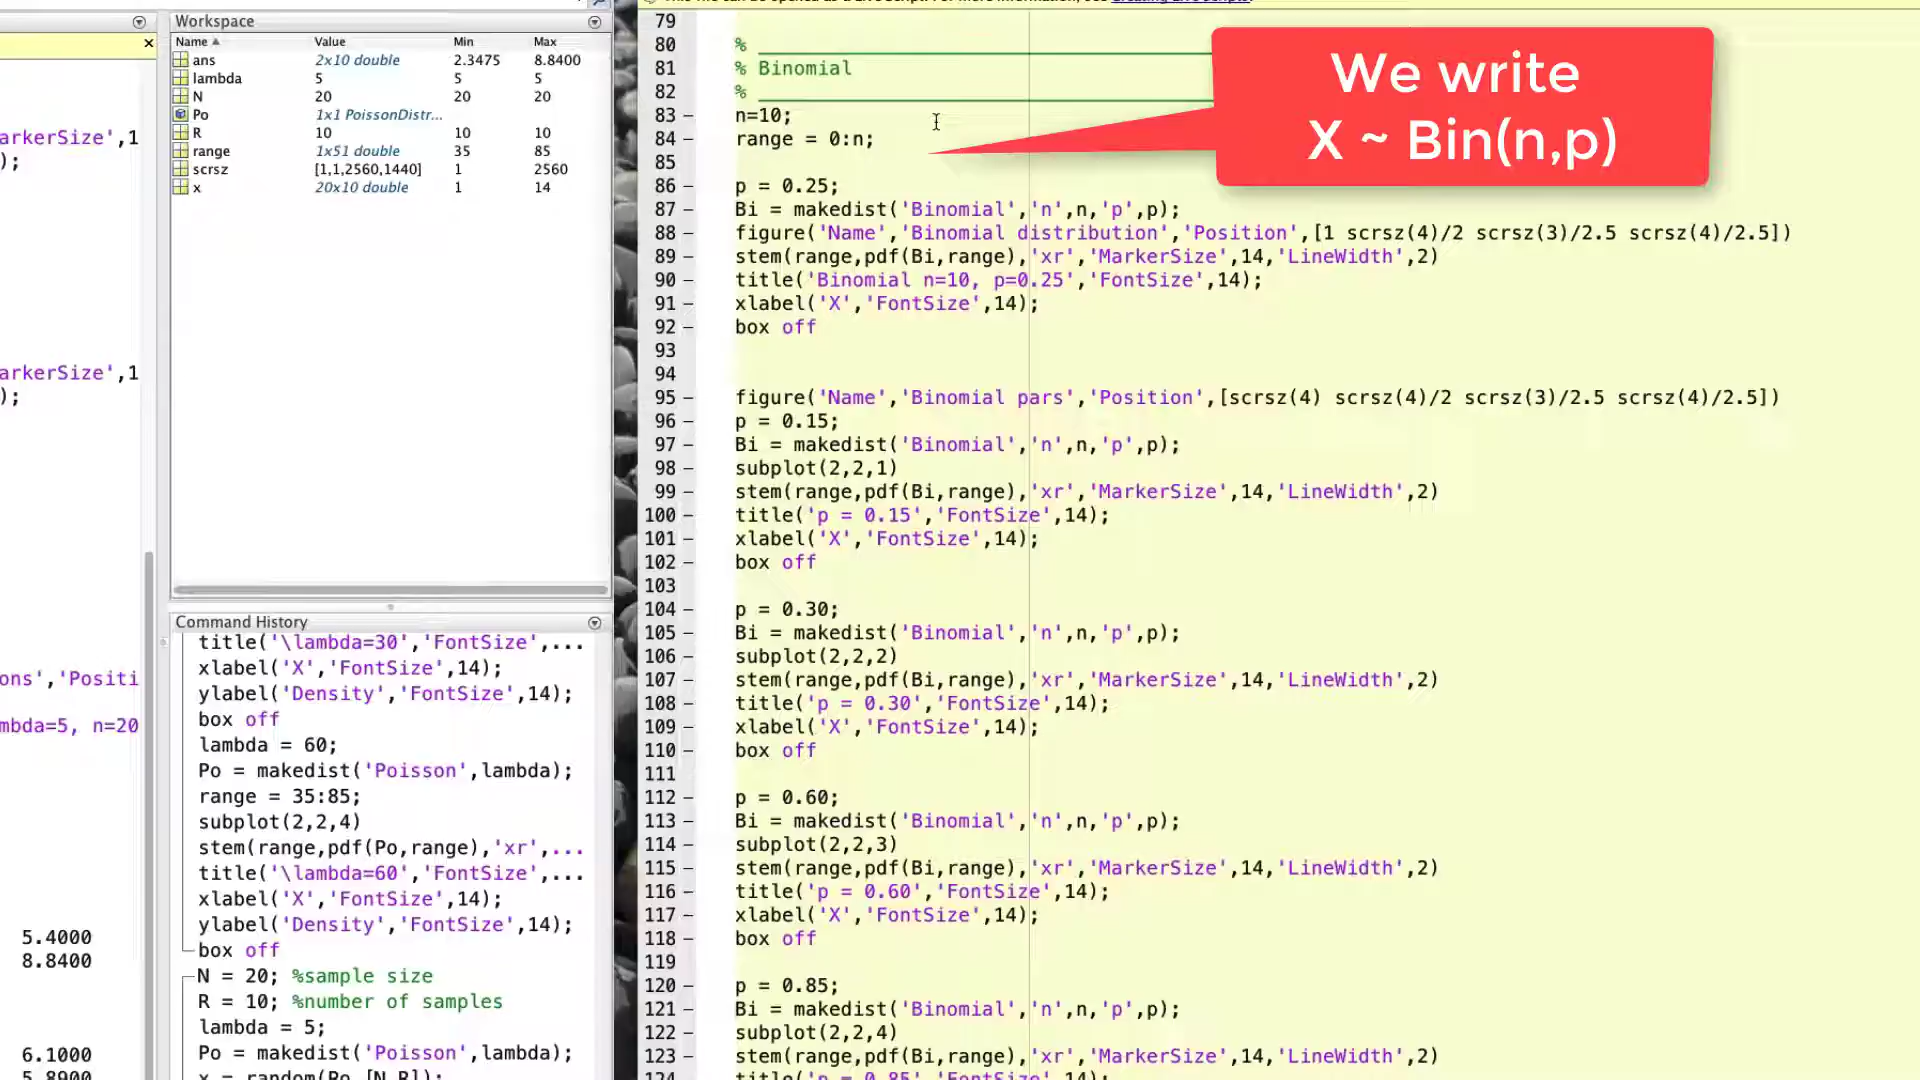 Workspace
Name Value Min Max
ans 2x10 double 2.3475 8.8400
lambda 5 5 5
N 20 20 20
Po 1x1 PoissonDistr...
R 10 10 10
range 1x51 double 35 85
scrsz [1,1,2560,1440] 1 2560
x 20x10 double 1 14
arkerSize',1
);
arkerSize',1
);
ons','Positi
mbda=5, n=20
5.4000
8.8400
6.1000
5.8900
Command History
title('\lambda=30','FontSize',...
xlabel('X','FontSize',14);
ylabel('Density','FontSize',14);
box off
lambda = 60;
Po = makedist('Poisson',lambda);
range = 35:85;
subplot(2,2,4)
stem(range,pdf(Po,range),'xr',...
title('\lambda=60','FontSize',...
xlabel('X','FontSize',14);
ylabel('Density','FontSize',14);
box off
N = 20; %sample size
R = 10; %number of samples
lambda = 5;
Po = makedist('Poisson',lambda);
x = random(Po,[N,R]);
79
80 %
81 % Binomial
82 %
83 – n=10;
84 – range = 0:n;
85
86 – p = 0.25;
87 – Bi = makedist('Binomial','n',n,'p',p);
88 – figure('Name','Binomial distribution','Position',[1 scrsz(4)/2 scrsz(3)/2.5 scrsz(4)/2.5])
89 – stem(range,pdf(Bi,range),'xr','MarkerSize',14,'LineWidth',2)
90 – title('Binomial n=10, p=0.25','FontSize',14);
91 – xlabel('X','FontSize',14);
92 – box off
93
94
95 – figure('Name','Binomial pars','Position',[scrsz(4) scrsz(4)/2 scrsz(3)/2.5 scrsz(4)/2.5])
96 – p = 0.15;
97 – Bi = makedist('Binomial','n',n,'p',p);
98 – subplot(2,2,1)
99 – stem(range,pdf(Bi,range),'xr','MarkerSize',14,'LineWidth',2)
100 – title('p = 0.15','FontSize',14);
101 – xlabel('X','FontSize',14);
102 – box off
103
104 – p = 0.30;
105 – Bi = makedist('Binomial','n',n,'p',p);
106 – subplot(2,2,2)
107 – stem(range,pdf(Bi,range),'xr','MarkerSize',14,'LineWidth',2)
108 – title('p = 0.30','FontSize',14);
109 – xlabel('X','FontSize',14);
110 – box off
111
112 – p = 0.60;
113 – Bi = makedist('Binomial','n',n,'p',p);
114 – subplot(2,2,3)
115 – stem(range,pdf(Bi,range),'xr','MarkerSize',14,'LineWidth',2)
116 – title('p = 0.60','FontSize',14);
117 – xlabel('X','FontSize',14);
118 – box off
119
120 – p = 0.85;
121 – Bi = makedist('Binomial','n',n,'p',p);
122 – subplot(2,2,4)
123 – stem(range,pdf(Bi,range),'xr','MarkerSize',14,'LineWidth',2)
124 – title('p = 0.85','FontSize',14);
We write
X ~ Bin(n,p)